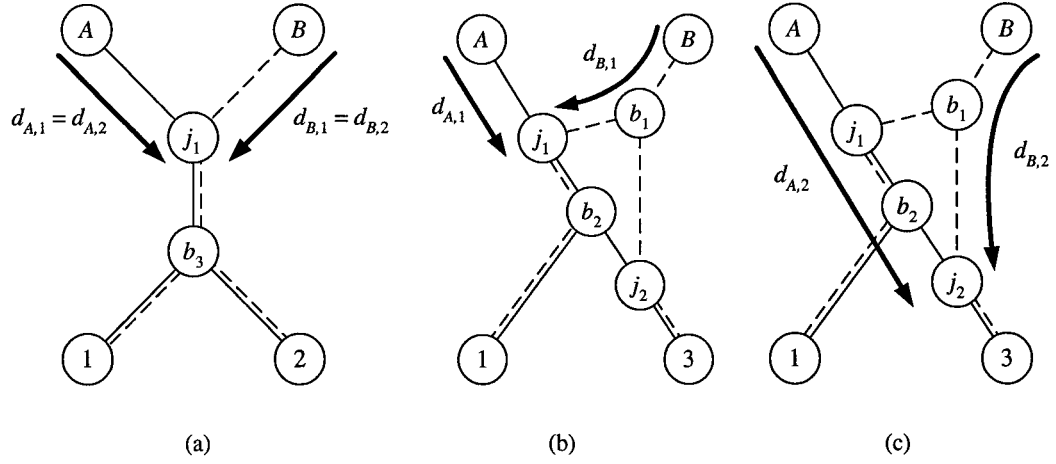 A
B
d_{A,1} = d_{A,2}
d_{B,1} = d_{B,2}
j_1
b_3
1
2
(a)
A
B
d_{B,1}
d_{A,1}
b_1
j_1
b_2
j_2
1
3
(b)
A
B
b_1
j_1
d_{B,2}
d_{A,2}
b_2
j_2
1
3
(c)